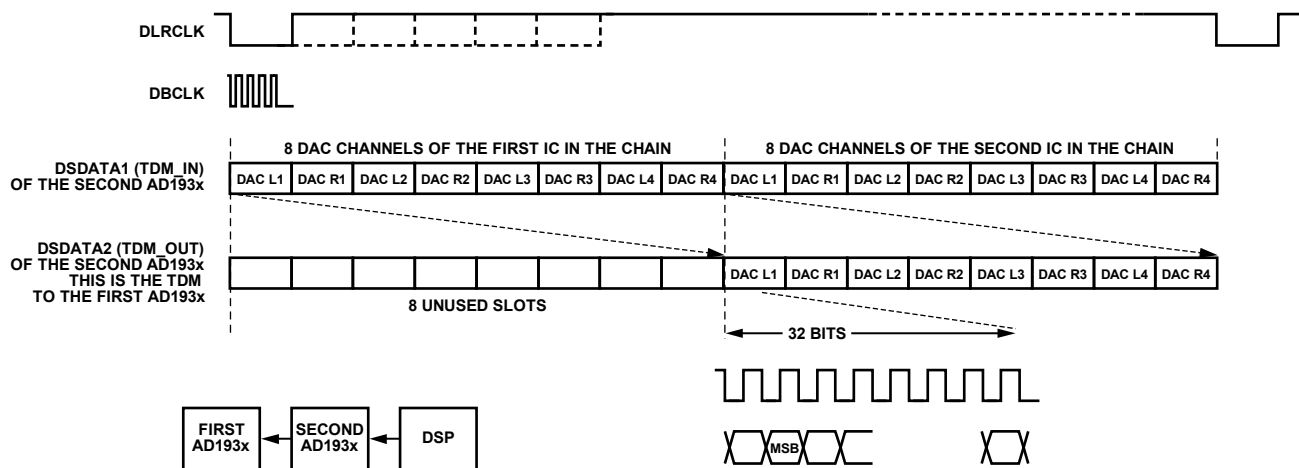 DLRCLK
DBCLK
8 DAC CHANNELS OF THE FIRST IC IN THE CHAIN
8 DAC CHANNELS OF THE SECOND IC IN THE CHAIN
DSDATA1 (TDM_IN)
OF THE SECOND AD193x
DAC L1 DAC R1 DAC L2 DAC R2 DAC L3 DAC R3 DAC L4 DAC R4 DAC L1 DAC R1 DAC L2 DAC R2 DAC L3 DAC R3 DAC L4 DAC R4
DSDATA2 (TDM_OUT)
OF THE SECOND AD193x
THIS IS THE TDM
TO THE FIRST AD193x
DAC L1 DAC R1 DAC L2 DAC R2 DAC L3 DAC R3 DAC L4 DAC R4
8 UNUSED SLOTS
32 BITS
FIRST
AD193x
SECOND
AD193x
DSP
MSB